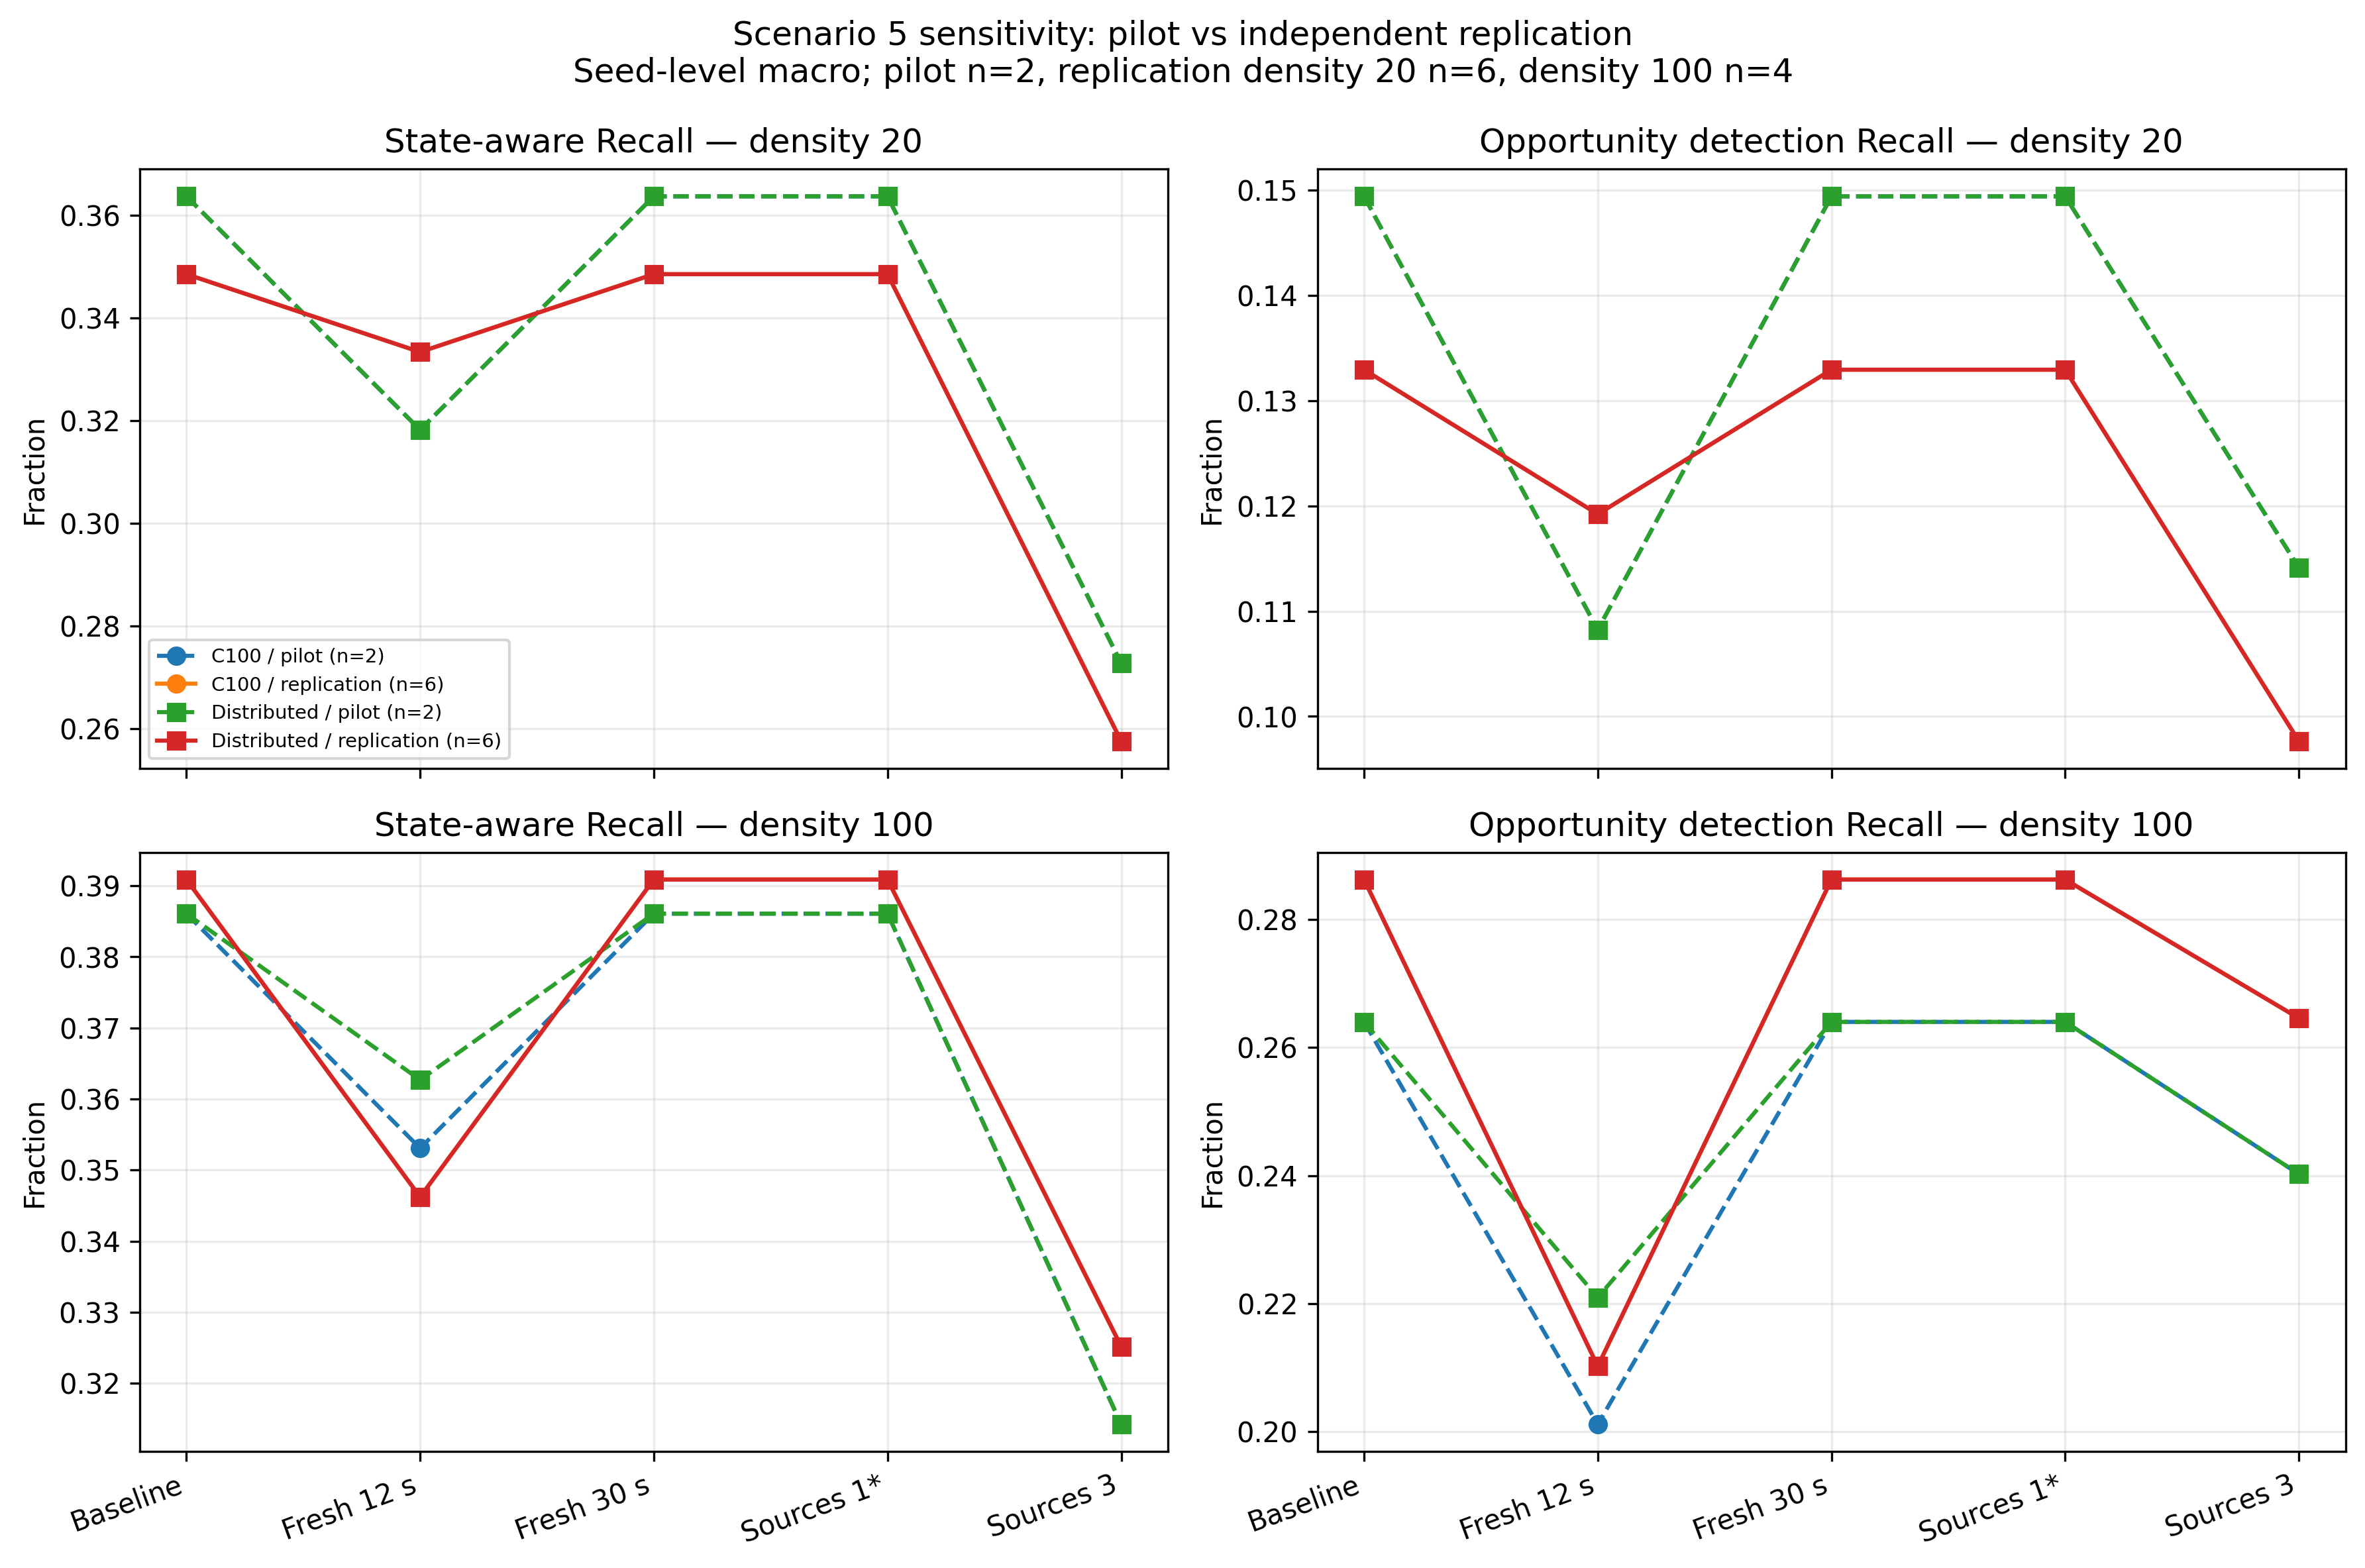 Scenario 5 sensitivity: pilot vs independent replication
Seed-level macro; pilot n=2, replication density 20 n=6, density 100 n=4
State-aware Recall — density 20
Fraction
0.36
0.34
0.32
0.30
0.28
0.26
C100 / pilot (n=2)
C100 / replication (n=6)
Distributed / pilot (n=2)
Distributed / replication (n=6)
Opportunity detection Recall — density 20
Fraction
0.15
0.14
0.13
0.12
0.11
0.10
State-aware Recall — density 100
Fraction
0.39
0.38
0.37
0.36
0.35
0.34
0.33
0.32
Baseline
Fresh 12 s
Fresh 30 s
Sources 1*
Sources 3
Opportunity detection Recall — density 100
Fraction
0.28
0.26
0.24
0.22
0.20
Baseline
Fresh 12 s
Fresh 30 s
Sources 1*
Sources 3